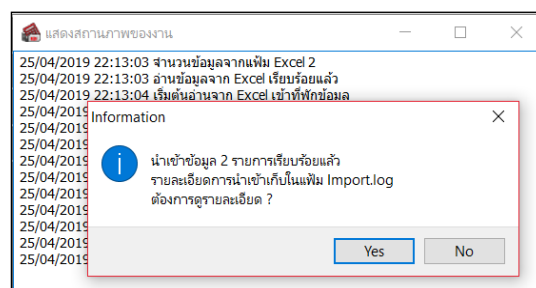 แสดงสถานภาพของงาน
25/04/2019 22:13:03 จำนวนข้อมูลจากแฟ้ม Excel 2
25/04/2019 22:13:03 อ่านข้อมูลจาก Excel เรียบร้อยแล้ว
25/04/2019 22:13:04 เริ่มต้นอ่านจาก Excel เข้าที่พักข้อมูล
25/04/2019
25/04/2019
25/04/2019
25/04/2019
25/04/2019
25/04/2019
25/04/2019
25/04/2019
25/04/2019
25/04/2019
Information
นำเข้าข้อมูล 2 รายการเรียบร้อยแล้ว
รายละเอียดการนำเข้าเก็บในแฟ้ม Import.log
ต้องการดูรายละเอียด ?
Yes
No